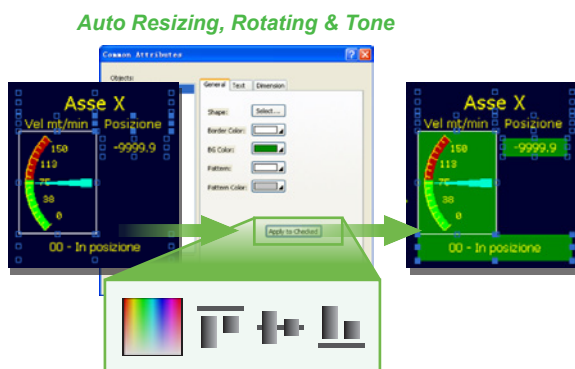 Auto Resizing, Rotating & Tone
Common Attributes
Objects:
General Text Dimension
Shape: Select...
Border Color:
BG Color:
Pattern:
Pattern Color:
Apply to Checked
Asse X
Vel mt/min Posizione
150
-9999.9
113
75
38
0
00 - In posizione
Asse X
Vel mt/min Posizione
150
-9999.9
113
75
38
0
00 - In posizione